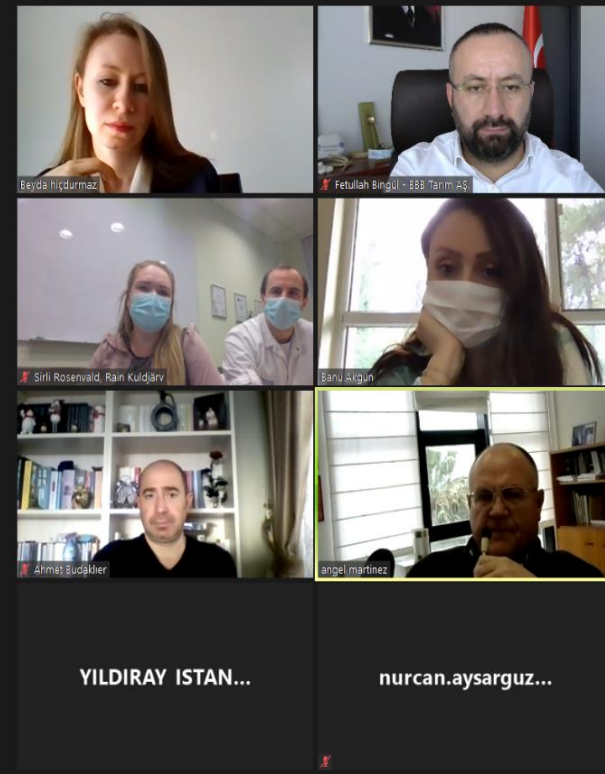 Beyda hiçdurmaz
Fetullah Bingül - BBB Tarım AŞ.
Sirli Rosenvald, Rain Kuldjärv
Banu Akgün
Ahmet Budaklıer
angel martinez
YILDIRAY ISTAN...
nurcan.aysarguz...